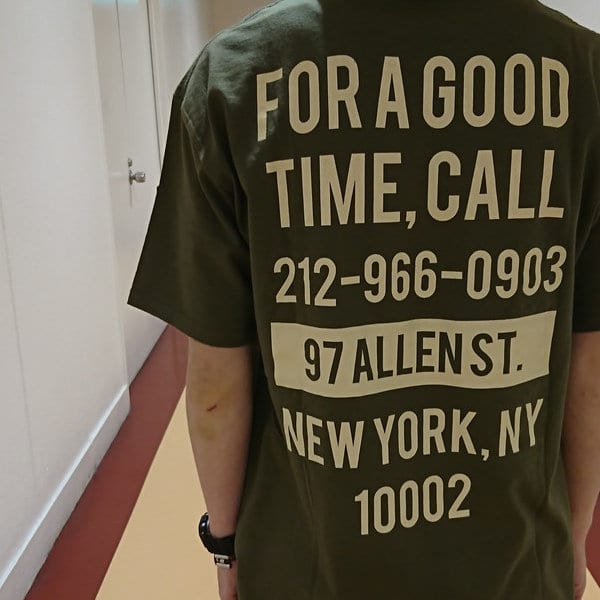 FOR A GOOD
TIME, CALL
212-966-0903
97 ALLEN ST.
NEW YORK, NY
10002